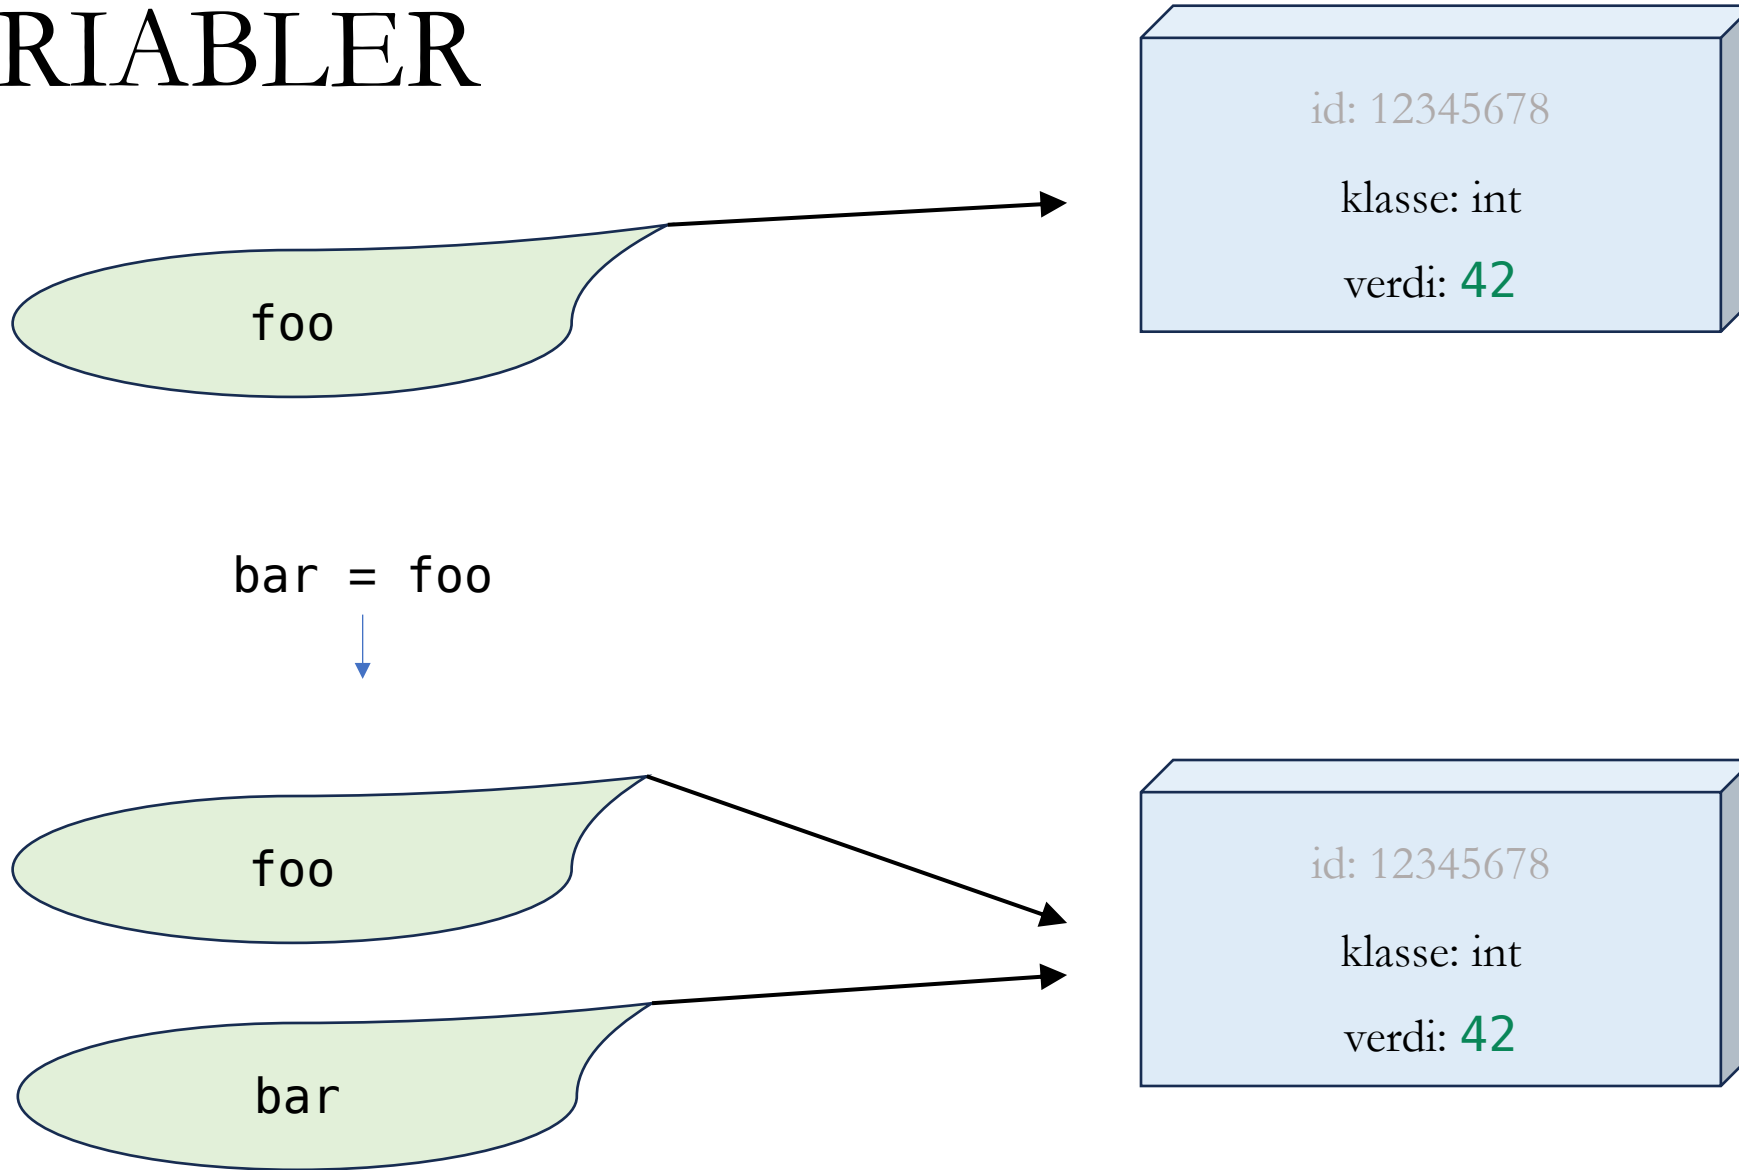 RIABLER
id: 12345678
klasse: int
verdi: 42
foo
bar = foo
foo
id: 12345678
klasse: int
verdi: 42
bar